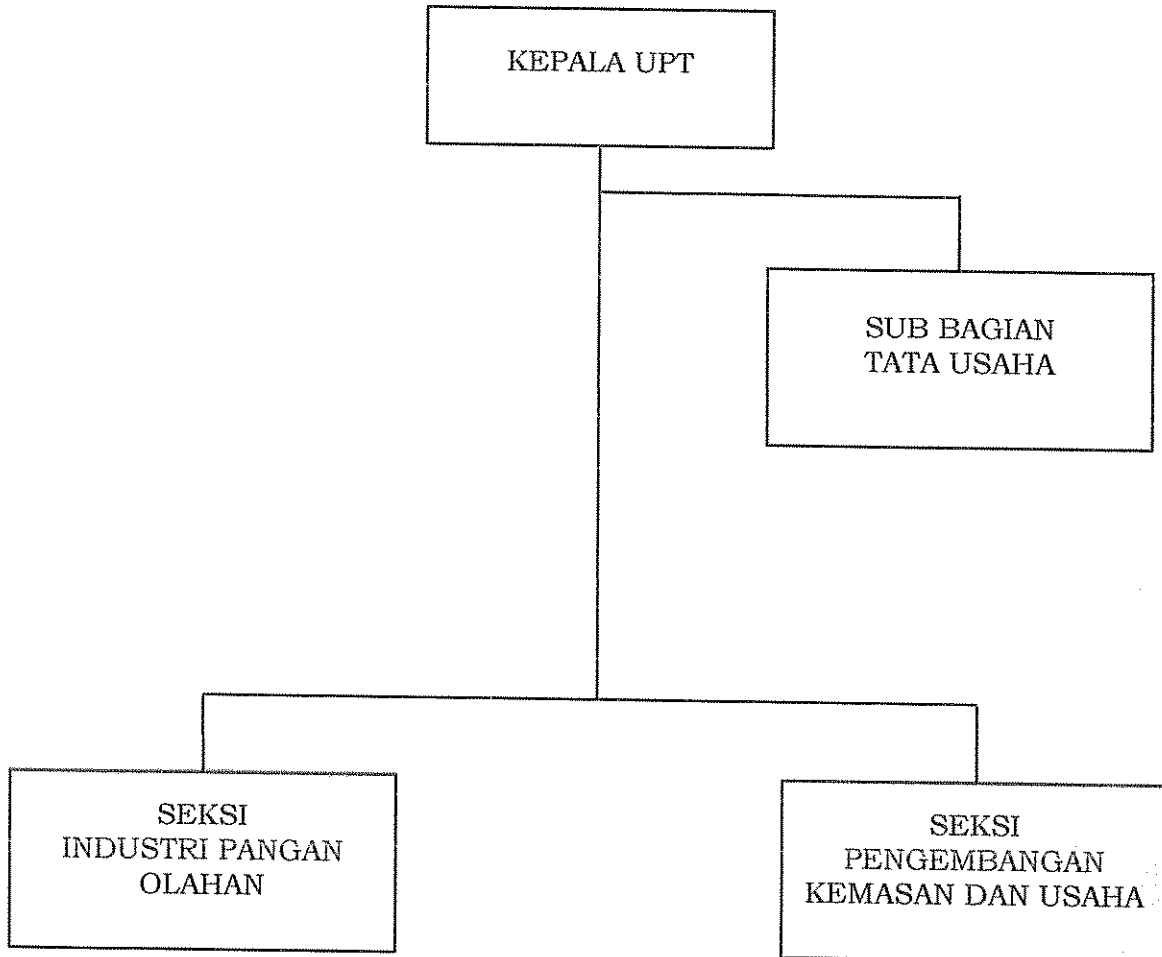 KEPALA UPT
SUB BAGIAN
TATA USAHA
SEKSI
INDUSTRI PANGAN
OLAHAN
SEKSI
PENGEMBANGAN
KEMASAN DAN USAHA